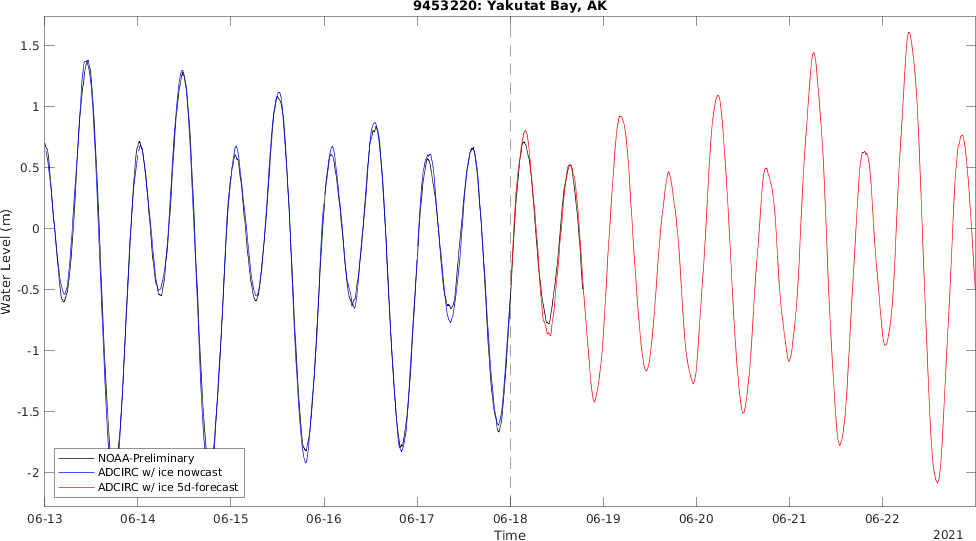 9453220: Yakutat Bay, AK
Water Level (m)
1.5
1
0.5
0
-0.5
-1
-1.5
-2
NOAA-Preliminary
ADCIRC w/ ice nowcast
ADCIRC w/ ice 5d-forecast
06-13 06-14 06-15 06-16 06-17 06-18 06-19 06-20 06-21 06-22
Time
2021